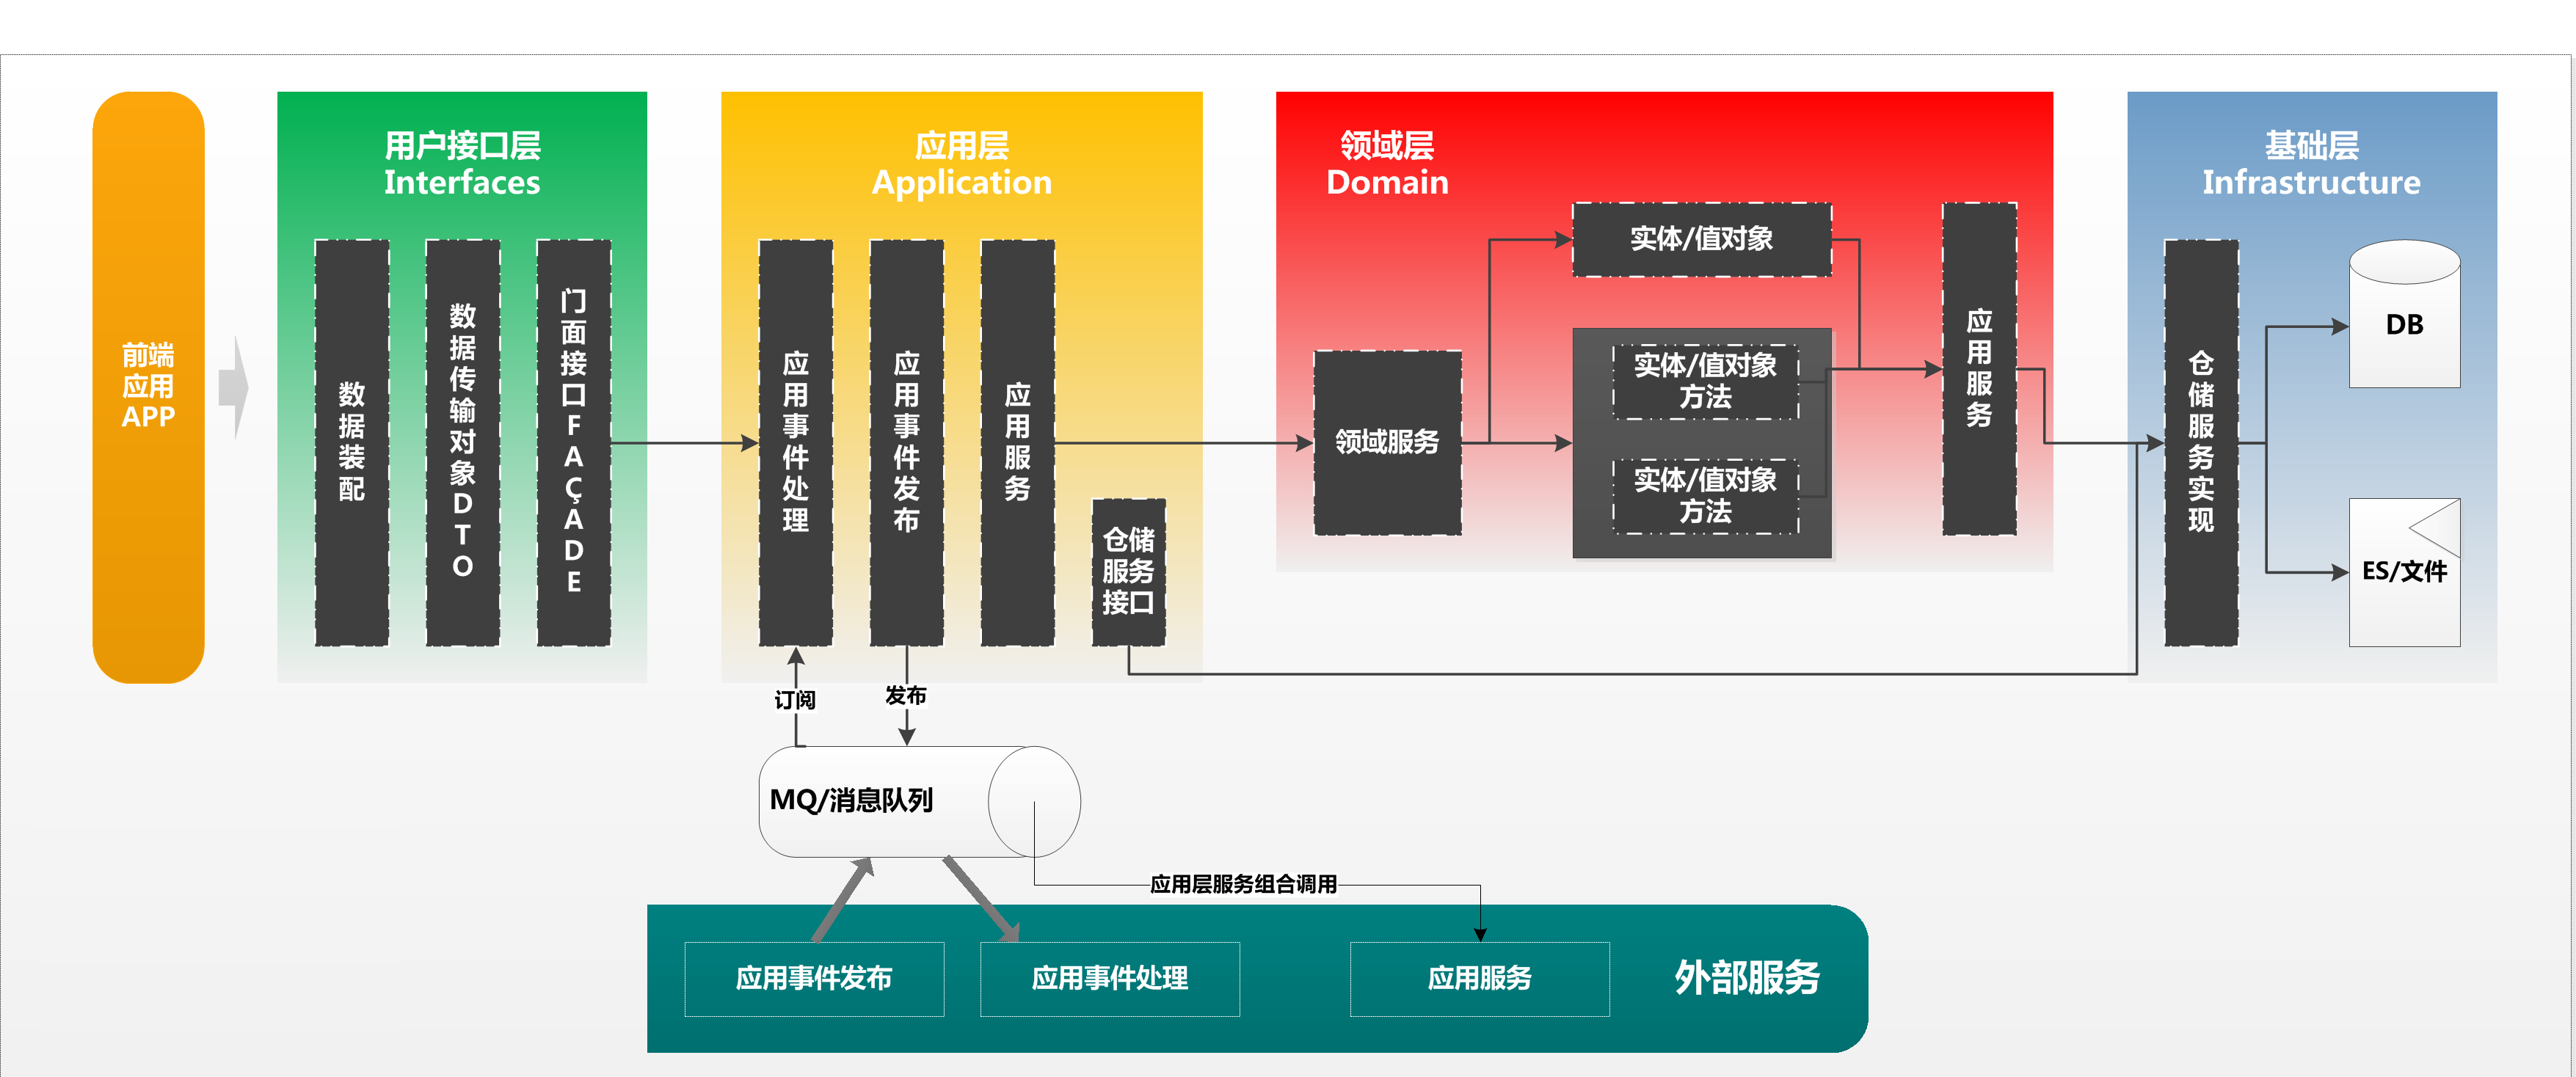 前端
应用
APP
用户接口层
Interfaces
数据装配
数据传输对象DTO
门面接口FAÇADE
应用层
Application
应用事件处理
应用事件发布
应用服务
仓储
服务
接口
领域层
Domain
领域服务
实体/值对象
实体/值对象
方法
实体/值对象
方法
应用服务
基础层
Infrastructure
仓储服务实现
DB
ES/文件
订阅
发布
MQ/消息队列
应用层服务组合调用
应用事件发布
应用事件处理
应用服务
外部服务